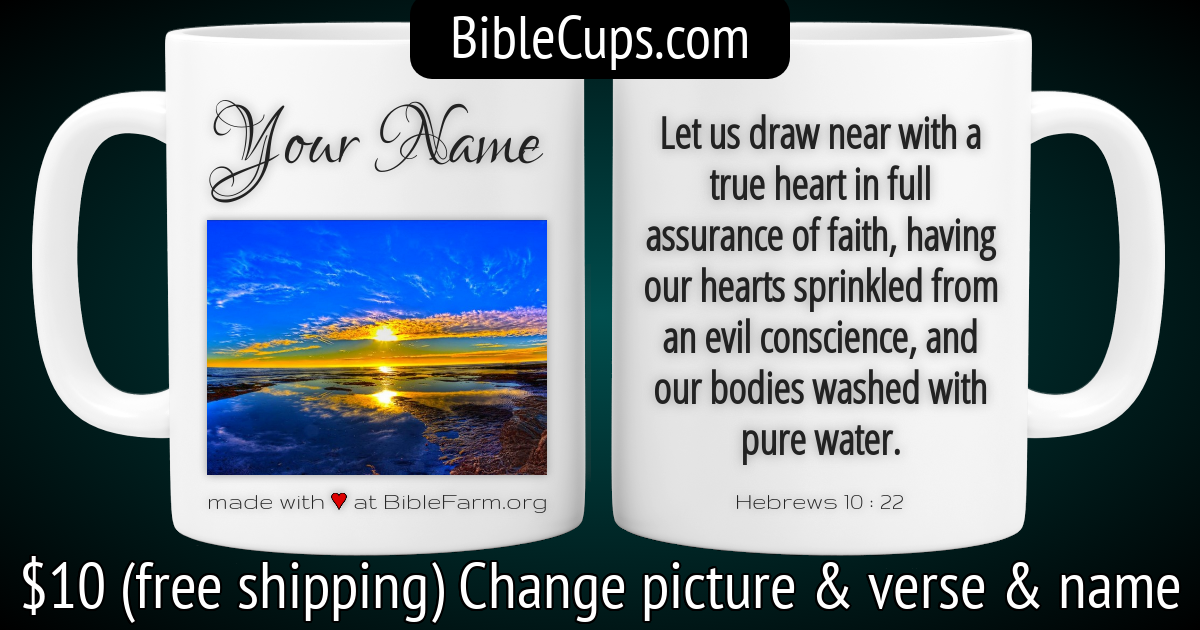 BibleCups.com
Your Name
made with ♥ at BibleFarm.org
Let us draw near with a
true heart in full
assurance of faith, having
our hearts sprinkled from
an evil conscience, and
our bodies washed with
pure water.
Hebrews 10 : 22
$10 (free shipping) Change picture & verse & name